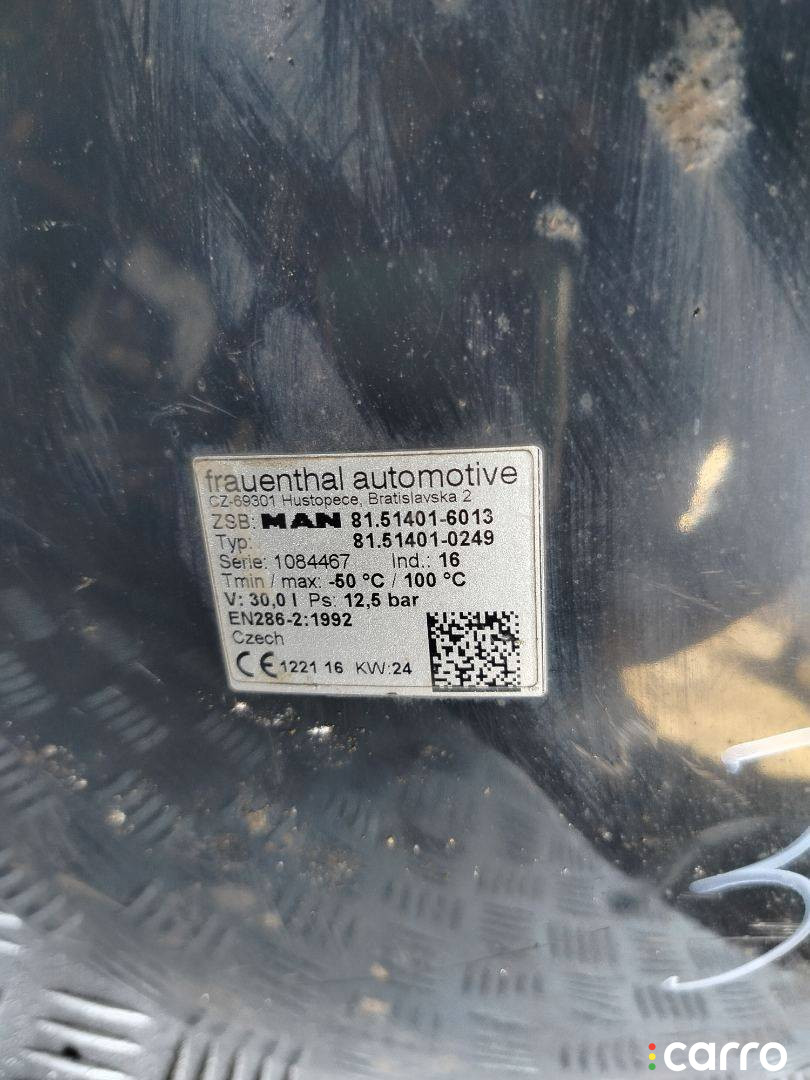 frauenthal automotive
CZ-69301 Hustopece, Bratislavska 2
ZSB: MAN 81.51401-6013
Typ: 81.51401-0249
Serie: 1084467 Ind.: 16
Tmin / max: -50 °C / 100 °C
V: 30,0 l Ps: 12,5 bar
EN286-2:1992
Czech
CE 1221 16 KW:24
3
carro